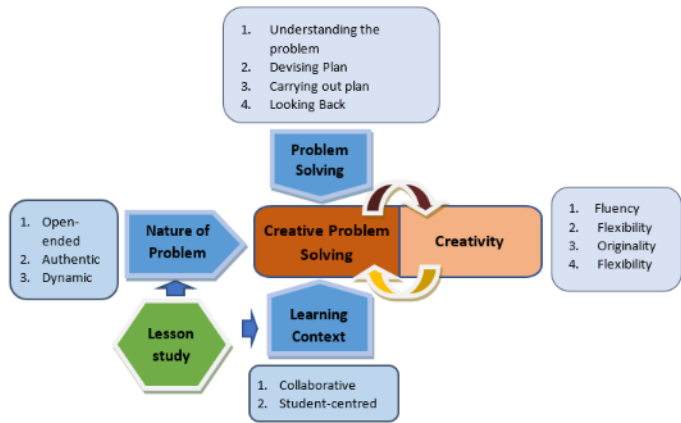 1. Understanding the
problem
2. Devising Plan
3. Carrying out plan
4. Looking Back
Problem
Solving
1. Open-
ended
2. Authentic
3. Dynamic
Nature of
Problem
Creative Problem
Solving
Creativity
1. Fluency
2. Flexibility
3. Originality
4. Flexibility
Lesson
study
Learning
Context
1. Collaborative
2. Student-centred